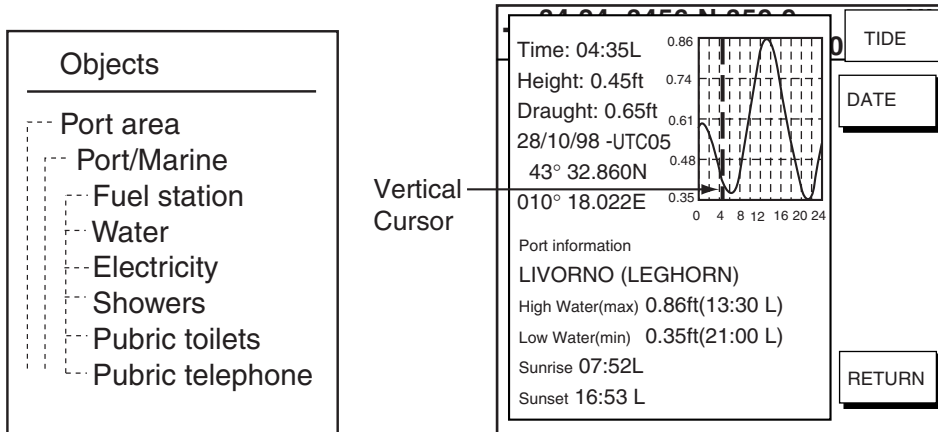 Objects
Port area
Port/Marine
Fuel station
Water
Electricity
Showers
Pubric toilets
Pubric telephone
Vertical
Cursor
Time: 04:35L
Height: 0.45ft
Draught: 0.65ft
28/10/98 -UTC05
43° 32.860N
010° 18.022E
0.86
0.74
0.61
0.48
0.35
0 4 8 12 16 20 24
Port information
LIVORNO (LEGHORN)
High Water(max) 0.86ft(13:30 L)
Low Water(min) 0.35ft(21:00 L)
Sunrise 07:52L
Sunset 16:53 L
TIDE
DATE
RETURN